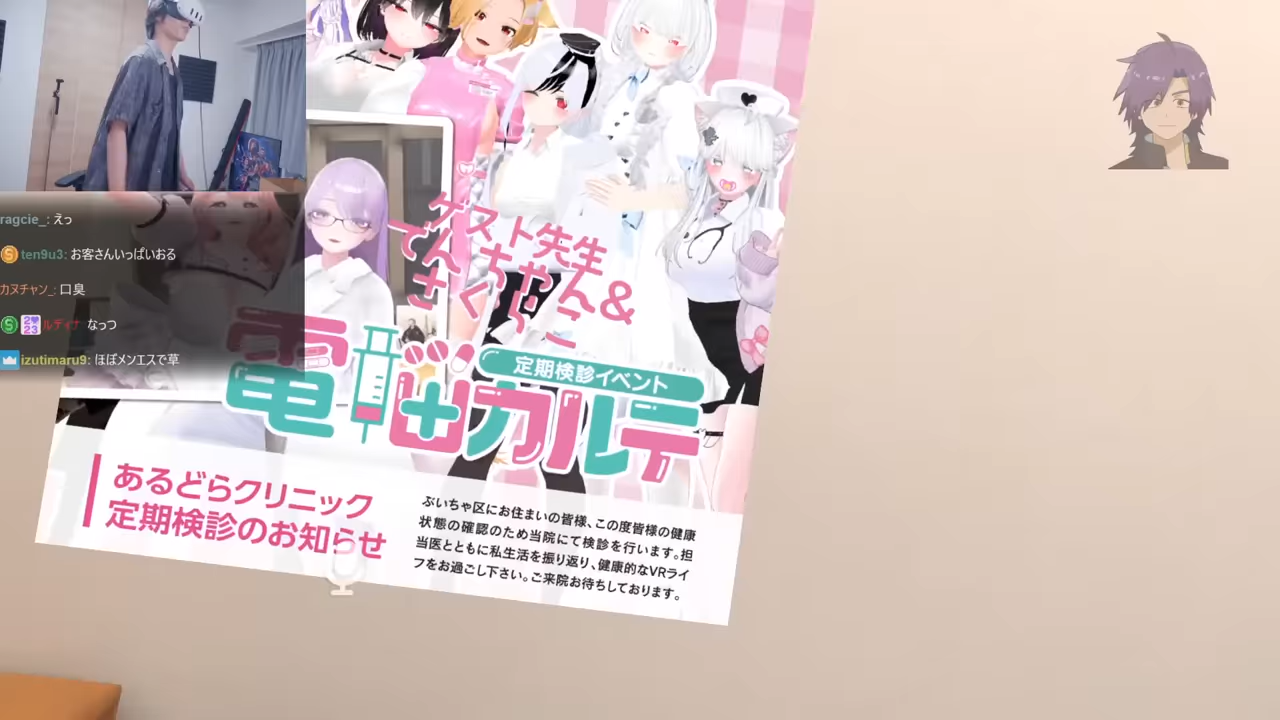 ragcie_: えっ
ten9u3: お客さんいっぱいおる
カヌチャン_: 口臭
ルディナ なっつ
izutimaru9: ほぼメンエスで草
ゲスト先生
てんちゃん&
さくらこ
定期検診イベント
電脳カルテ
あるどらクリニック
定期検診のお知らせ
ぶいちゃ区にお住まいの皆様、この度皆様の健康
状態の確認のため当院にて検診を行います。担
当医とともに私生活を振り返り、健康的なVRライ
フをお過ごし下さい。ご来院お待ちしております。